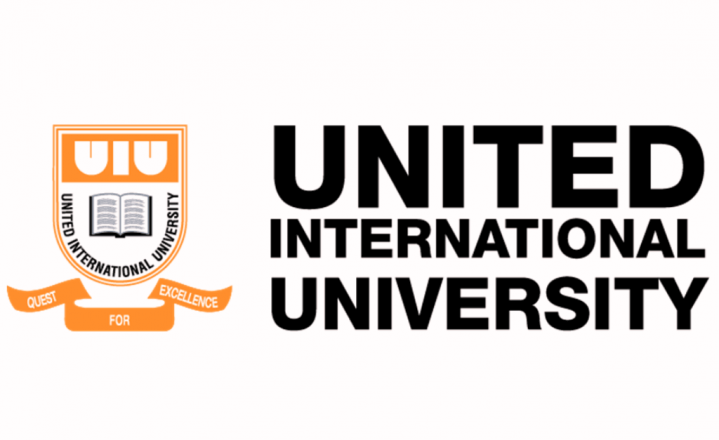 UIU
UNITED INTERNATIONAL UNIVERSITY
QUEST FOR EXCELLENCE
UNITED
INTERNATIONAL
UNIVERSITY